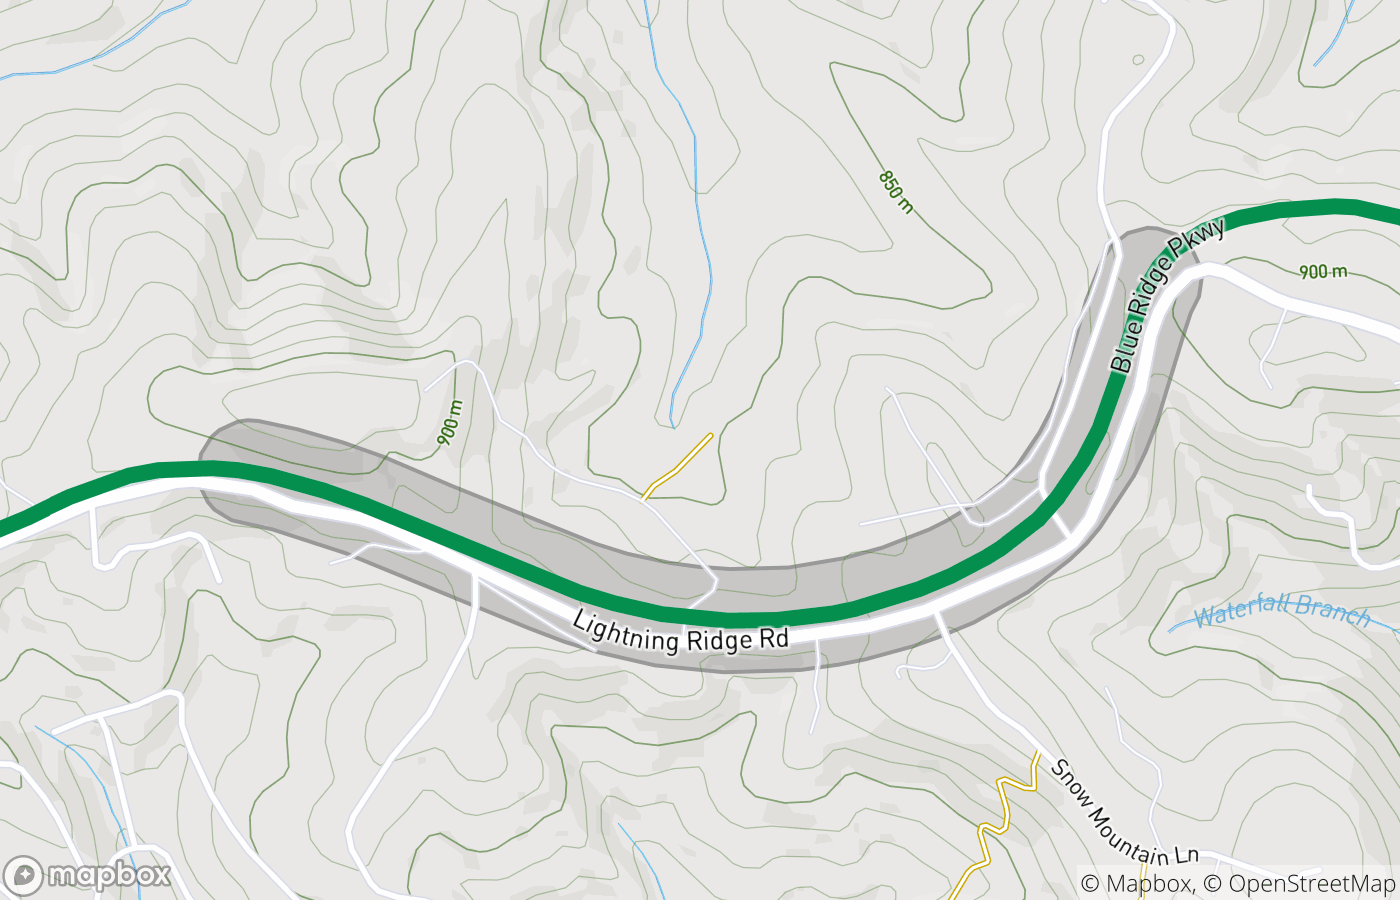 850 m
Blue Ridge Pkwy
900 m
900 m
Waterfall Branch
Lightning Ridge Rd
Snow Mountain Ln
mapbox
© Mapbox, © OpenStreetMap